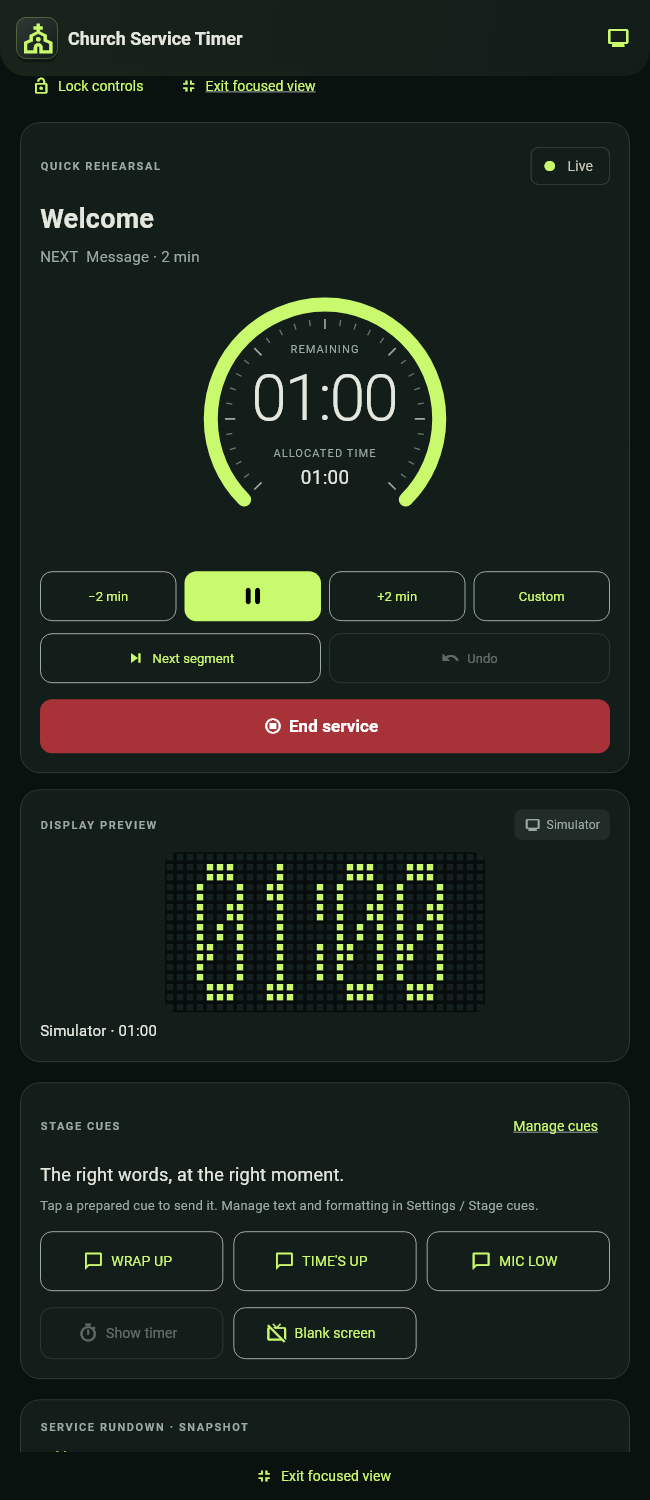 Church Service Timer
Lock controls
Exit focused view
QUICK REHEARSAL
Live
Welcome
NEXT Message · 2 min
REMAINING
01:00
ALLOCATED TIME
01:00
−2 min
+2 min
Custom
Next segment
Undo
End service
DISPLAY PREVIEW
Simulator
01:00
Simulator · 01:00
STAGE CUES
Manage cues
The right words, at the right moment.
Tap a prepared cue to send it. Manage text and formatting in Settings / Stage cues.
WRAP UP
TIME'S UP
MIC LOW
Show timer
Blank screen
SERVICE RUNDOWN · SNAPSHOT
Exit focused view